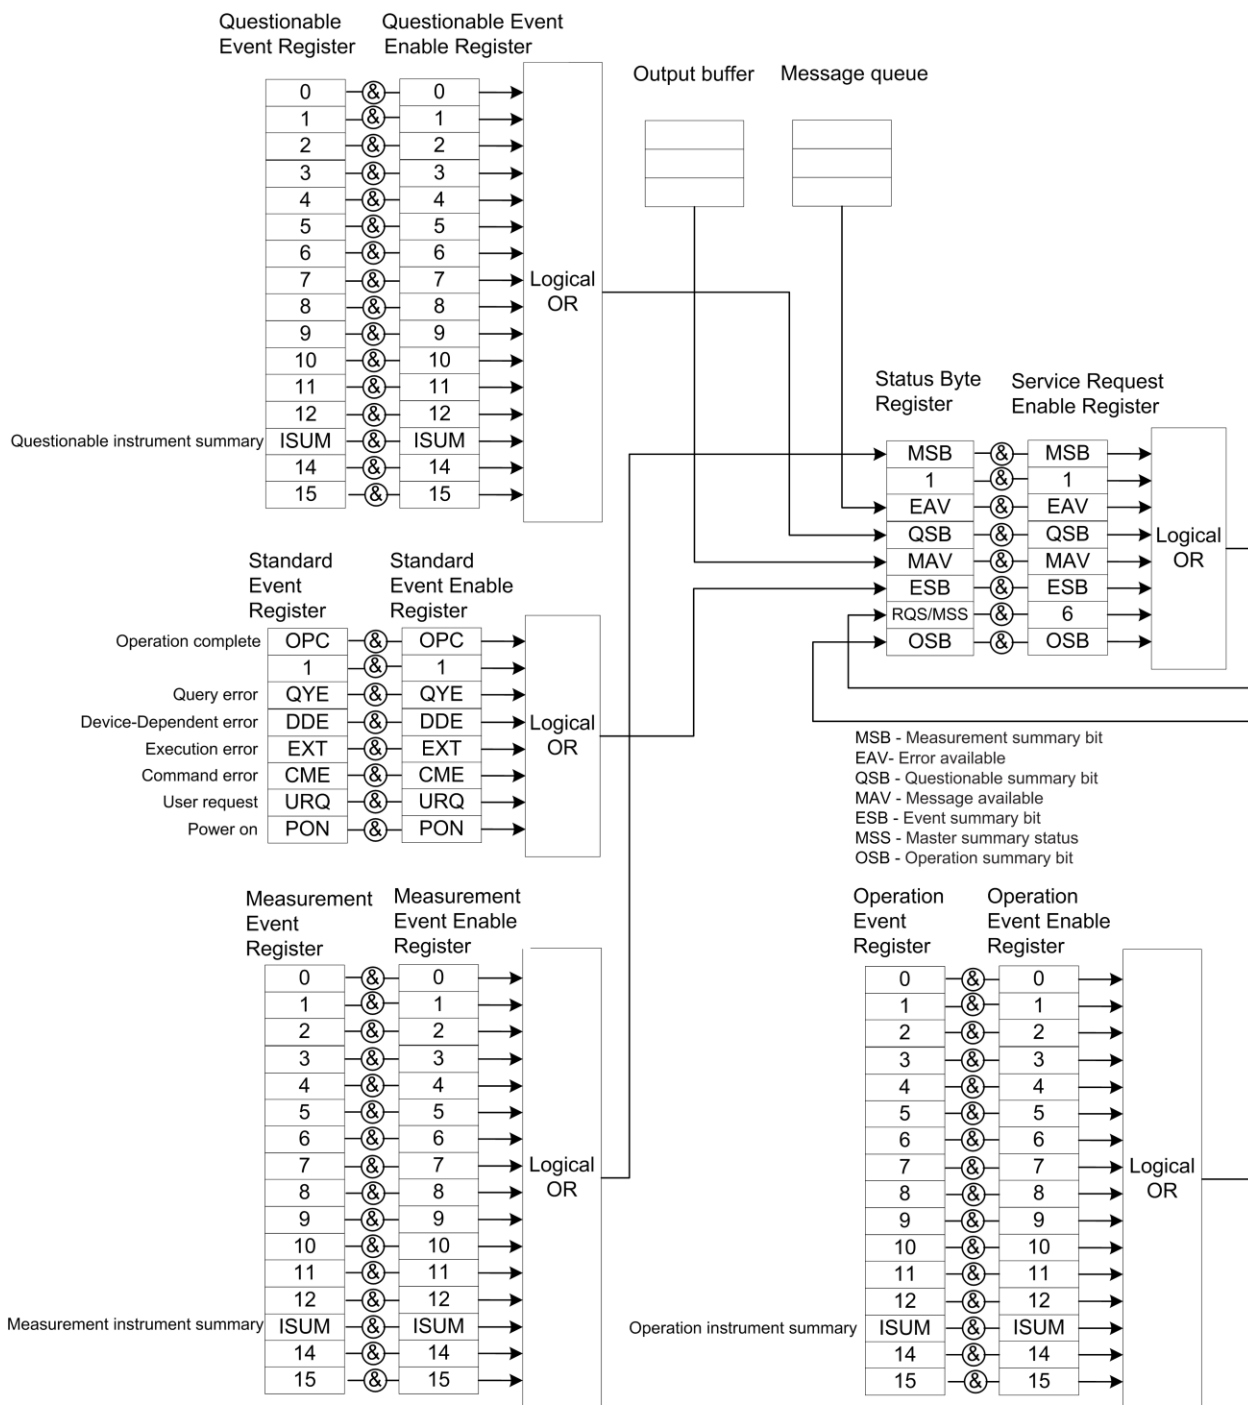 Questionable
Event Register
Questionable Event
Enable Register
0 & 0
1 & 1
2 & 2
3 & 3
4 & 4
5 & 5
6 & 6
7 & 7
8 & 8
9 & 9
10 & 10
11 & 11
12 & 12
Questionable instrument summary ISUM & ISUM
14 & 14
15 & 15
Logical
OR
Output buffer
Message queue
Status Byte
Register
Service Request
Enable Register
MSB & MSB
1 & 1
EAV & EAV
QSB & QSB
MAV & MAV
ESB & ESB
RQS/MSS & 6
OSB & OSB
Logical
OR
MSB - Measurement summary bit
EAV- Error available
QSB - Questionable summary bit
MAV - Message available
ESB - Event summary bit
MSS - Master summary status
OSB - Operation summary bit
Standard
Event
Register
Standard
Event Enable
Register
Operation complete OPC & OPC
1 & 1
Query error QYE & QYE
Device-Dependent error DDE & DDE
Execution error EXT & EXT
Command error CME & CME
User request URQ & URQ
Power on PON & PON
Logical
OR
Measurement
Event
Register
Measurement
Event Enable
Register
0 & 0
1 & 1
2 & 2
3 & 3
4 & 4
5 & 5
6 & 6
7 & 7
8 & 8
9 & 9
10 & 10
11 & 11
12 & 12
Measurement instrument summary ISUM & ISUM
14 & 14
15 & 15
Logical
OR
Operation
Event
Register
Operation
Event Enable
Register
0 & 0
1 & 1
2 & 2
3 & 3
4 & 4
5 & 5
6 & 6
7 & 7
8 & 8
9 & 9
10 & 10
11 & 11
12 & 12
Operation instrument summary ISUM & ISUM
14 & 14
15 & 15
Logical
OR